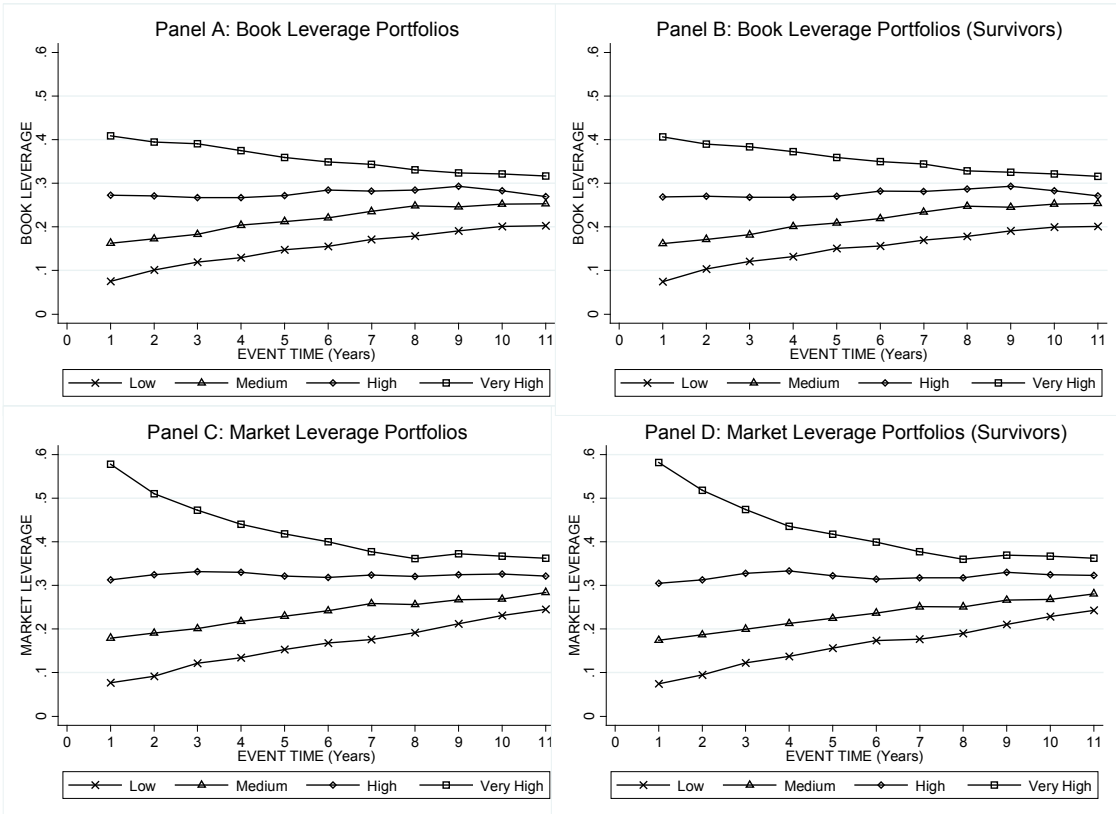 Panel A: Book Leverage Portfolios
BOOK LEVERAGE
.6
.5
.4
.3
.2
.1
0
0 1 2 3 4 5 6 7 8 9 10 11
EVENT TIME (Years)
Low Medium High Very High
Panel B: Book Leverage Portfolios (Survivors)
BOOK LEVERAGE
.6
.5
.4
.3
.2
.1
0
0 1 2 3 4 5 6 7 8 9 10 11
EVENT TIME (Years)
Low Medium High Very High
Panel C: Market Leverage Portfolios
MARKET LEVERAGE
.6
.5
.4
.3
.2
.1
0
0 1 2 3 4 5 6 7 8 9 10 11
EVENT TIME (Years)
Low Medium High Very High
Panel D: Market Leverage Portfolios (Survivors)
MARKET LEVERAGE
.6
.5
.4
.3
.2
.1
0
0 1 2 3 4 5 6 7 8 9 10 11
EVENT TIME (Years)
Low Medium High Very High